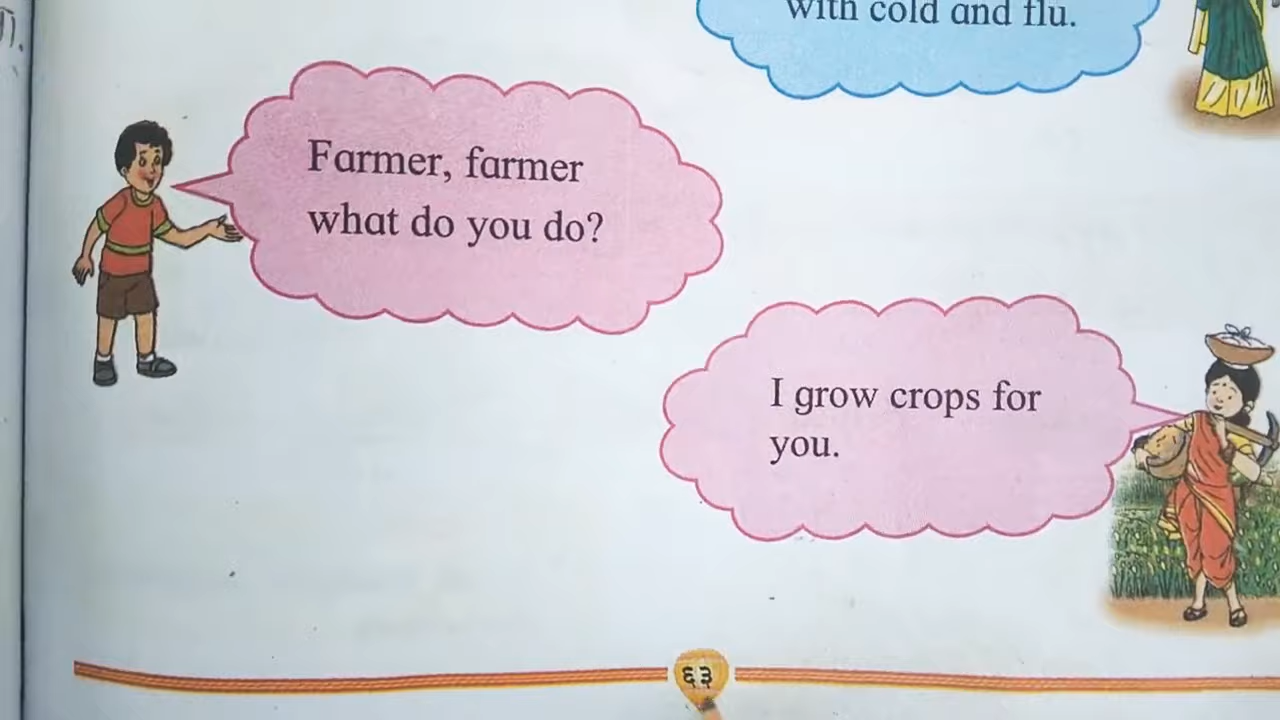 with cold and flu.
Farmer, farmer
what do you do?
I grow crops for
you.
६३